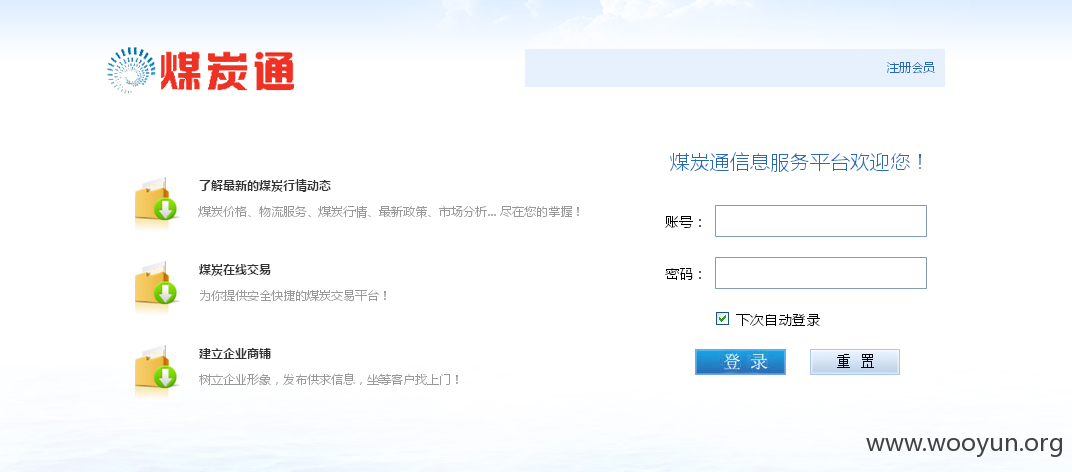 煤炭通
注册会员
煤炭通信息服务平台欢迎您！
了解最新的煤炭行情动态
煤炭价格、物流服务、煤炭行情、最新政策、市场分析... 尽在您的掌握！
煤炭在线交易
为你提供安全快捷的煤炭交易平台！
建立企业商铺
树立企业形象，发布供求信息，坐等客户找上门！
账号：
密码：
下次自动登录
登 录
重 置
www.wooyun.org